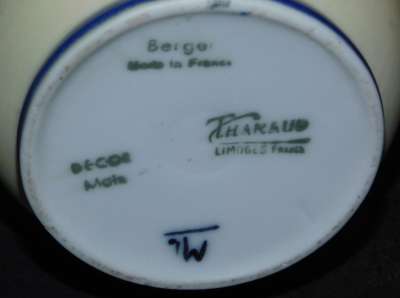 Berger
Made in France
THARAUD
LIMOGES FRANCE
DECOR
Main